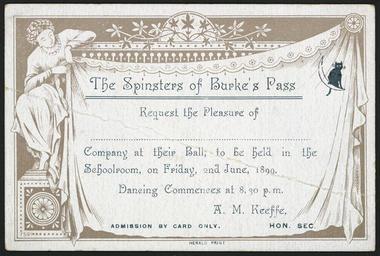 The Spinsters of Burke's Pass
Request the Pleasure of
Company at their Ball, to be held in the
Schoolroom, on Friday, 2nd June, 1899.
Dancing Commences at 8.30 p.m.
A. M. Keeffe,
ADMISSION BY CARD ONLY. HON. SEC.
HERALD PRINT